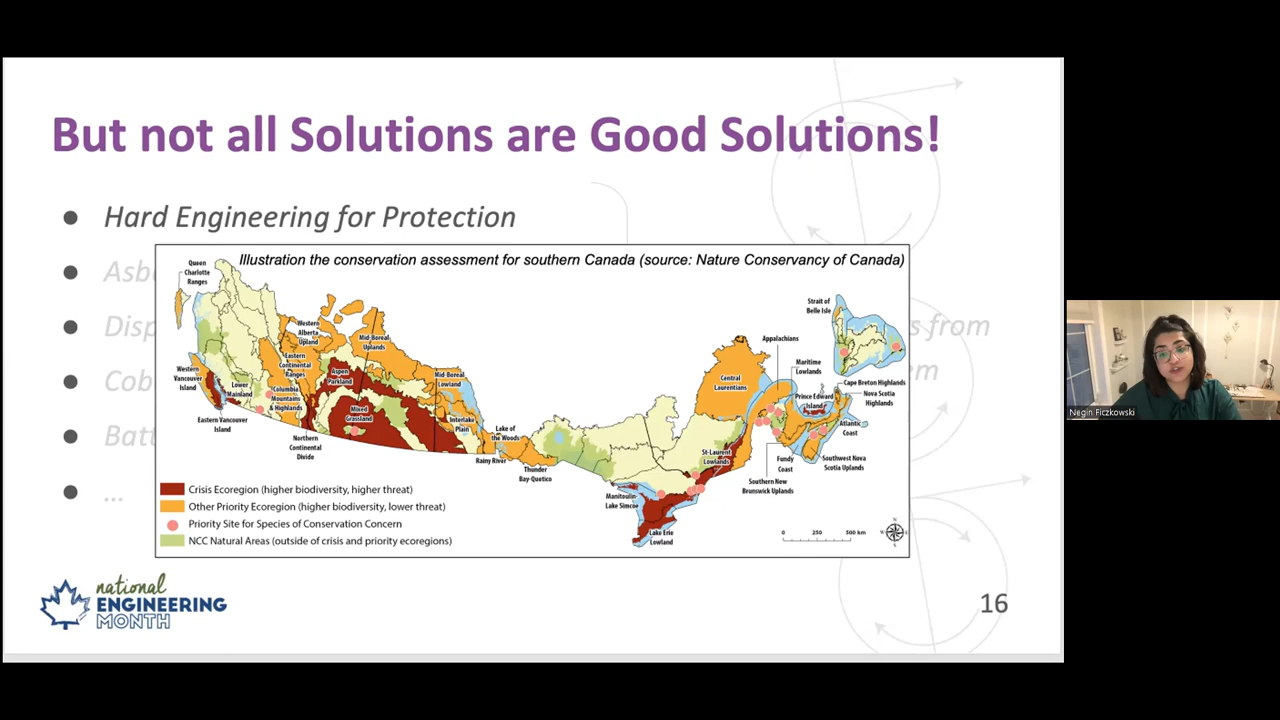 But not all Solutions are Good Solutions!
● Hard Engineering for Protection
● Asb
● Disp
s from
● Cob
em
● Batt
● ...
Illustration the conservation assessment for southern Canada (source: Nature Conservancy of Canada)
Queen
Charlotte
Ranges
Western
Alberta
Upland
Mid-Boreal
Uplands
Eastern
Continental
Ranges
Western
Vancouver
Island
Lower
Mainland
Columbia
Mountains
& Highlands
Aspen
Parkland
Mid-Boreal
Lowland
Mixed
Grassland
Interlake
Plain
Eastern Vancouver
Island
Northern
Continental
Divide
Lake of
the Woods
Rainy River
Thunder
Bay-Quetico
Strait of
Belle Isle
Appalachians
Central
Laurentians
Maritime
Lowlands
Cape Breton Highlands
Prince Edward
Island
Nova Scotia
Highlands
Atlantic
Coast
St-Laurent
Lowlands
Fundy
Coast
Southwest Nova
Scotia Uplands
Southern New
Brunswick Uplands
Manitoulin-
Lake Simcoe
Lake Erie
Lowland
Crisis Ecoregion (higher biodiversity, higher threat)
Other Priority Ecoregion (higher biodiversity, lower threat)
Priority Site for Species of Conservation Concern
NCC Natural Areas (outside of crisis and priority ecoregions)
0 250 500 km
national
ENGINEERING
MONTH
16
Negin Ficzkowski